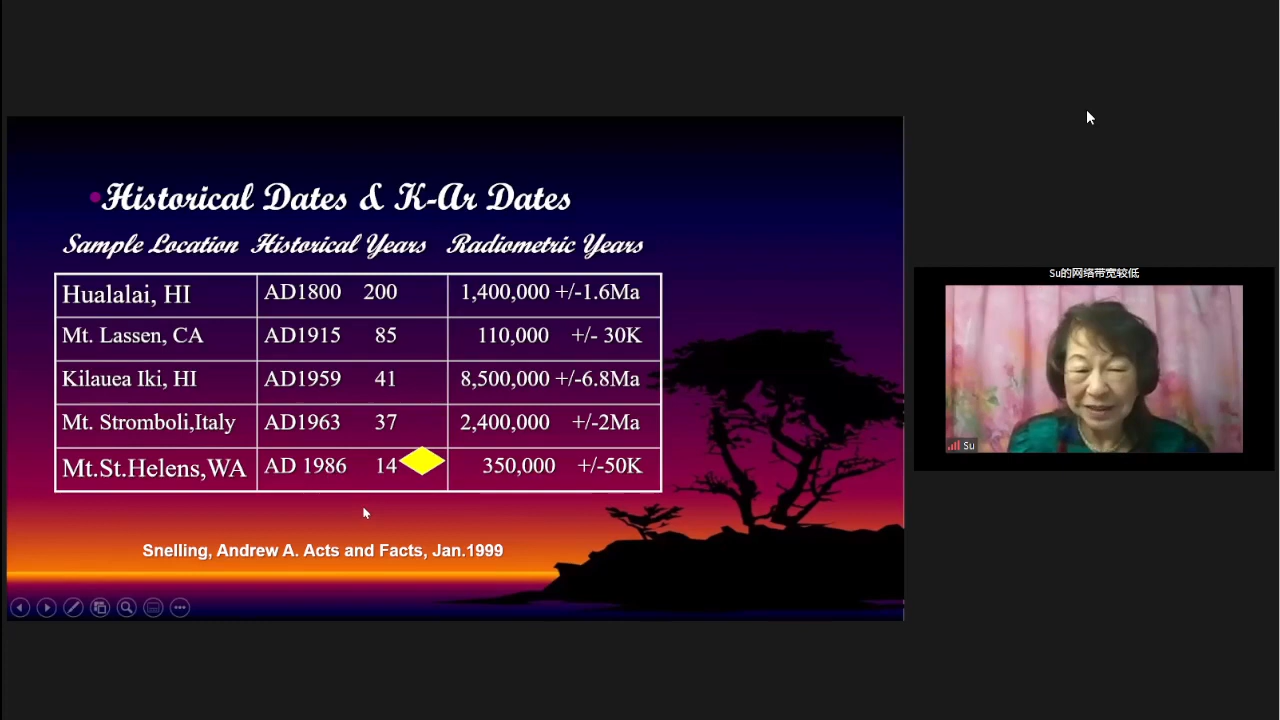 •Historical Dates & K-Ar Dates
Sample Location Historical Years Radiometric Years
Hualalai, HI AD1800 200 1,400,000 +/-1.6Ma
Mt. Lassen, CA AD1915 85 110,000 +/- 30K
Kilauea Iki, HI AD1959 41 8,500,000 +/-6.8Ma
Mt. Stromboli,Italy AD1963 37 2,400,000 +/-2Ma
Mt.St.Helens,WA AD 1986 14 350,000 +/-50K
Snelling, Andrew A. Acts and Facts, Jan.1999
Su的网络带宽较低
Su